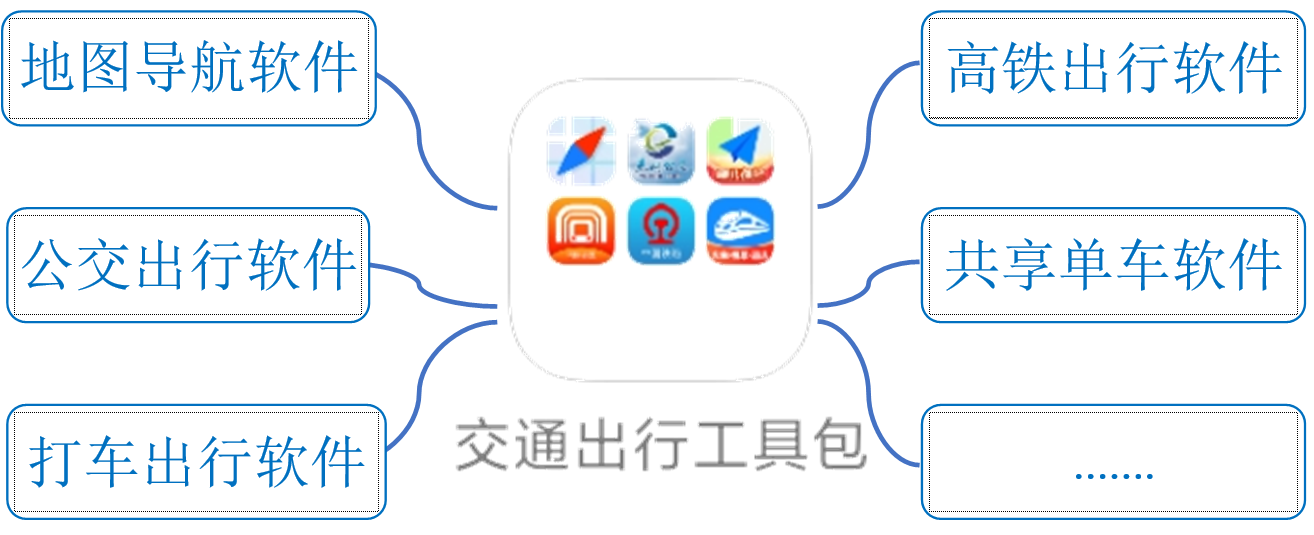 地图导航软件
公交出行软件
打车出行软件
高铁出行软件
共享单车软件
.......
交通出行工具包